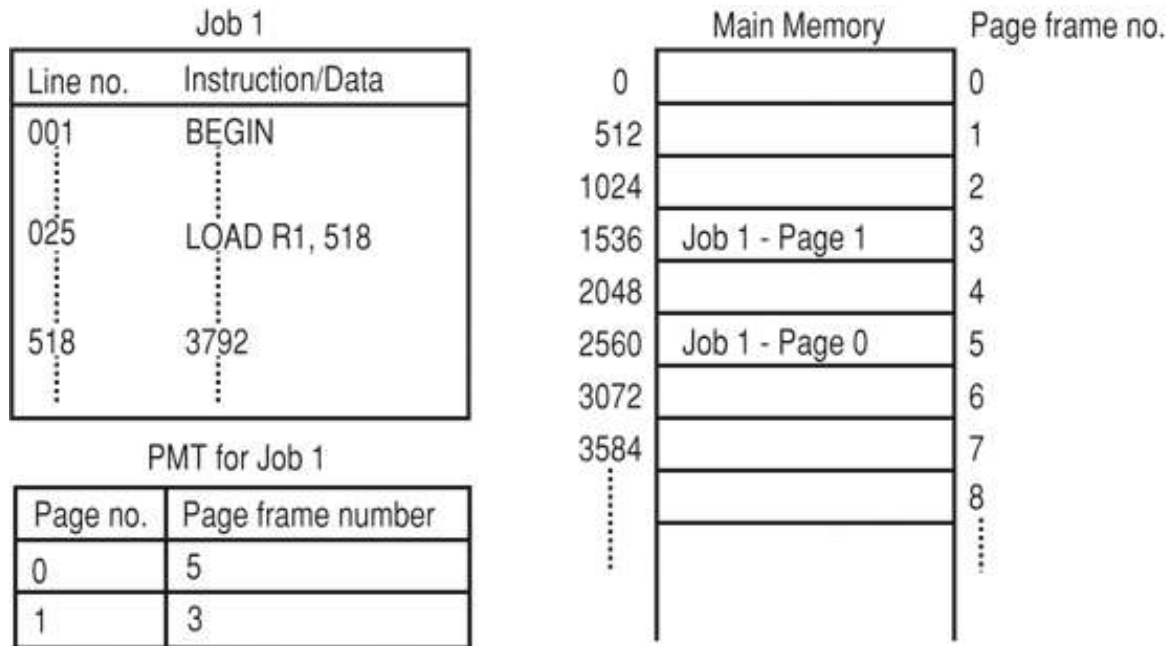 Job 1
Line no. Instruction/Data
001 BEGIN
025 LOAD R1, 518
518 3792
PMT for Job 1
Page no. Page frame number
0 5
1 3
Main Memory Page frame no.
0 0
512 1
1024 2
1536 Job 1 - Page 1 3
2048 4
2560 Job 1 - Page 0 5
3072 6
3584 7
8